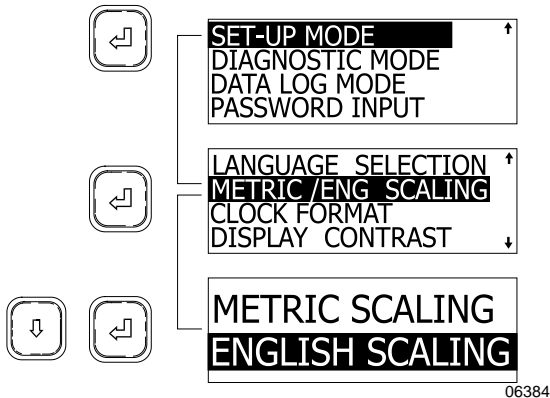 SET-UP MODE
DIAGNOSTIC MODE
DATA LOG MODE
PASSWORD INPUT
LANGUAGE SELECTION
METRIC /ENG SCALING
CLOCK FORMAT
DISPLAY CONTRAST
METRIC SCALING
ENGLISH SCALING
06384